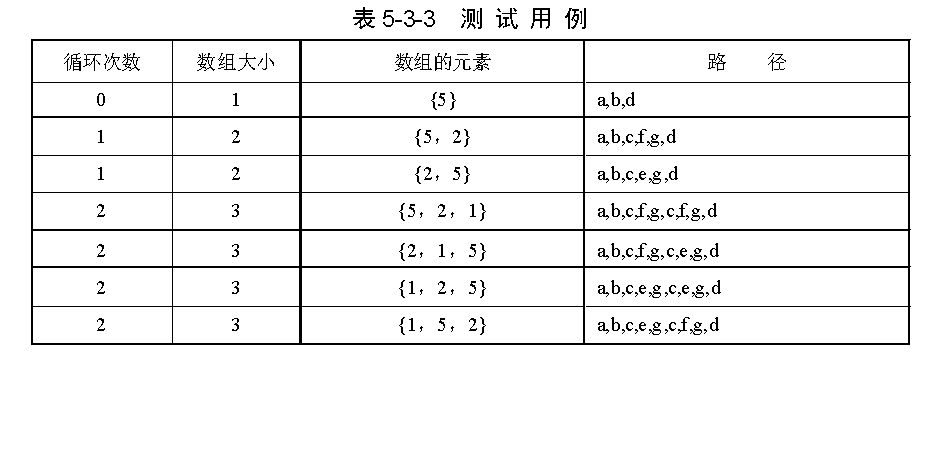 表5-3-3 测 试 用 例
循环次数 数组大小 数组的元素 路 径
0 1 {5} a,b,d
1 2 {5，2} a,b,c,f,g,d
1 2 {2，5} a,b,c,e,g,d
2 3 {5，2，1} a,b,c,f,g,c,f,g,d
2 3 {2，1，5} a,b,c,f,g,c,e,g,d
2 3 {1，2，5} a,b,c,e,g,c,e,g,d
2 3 {1，5，2} a,b,c,e,g,c,f,g,d